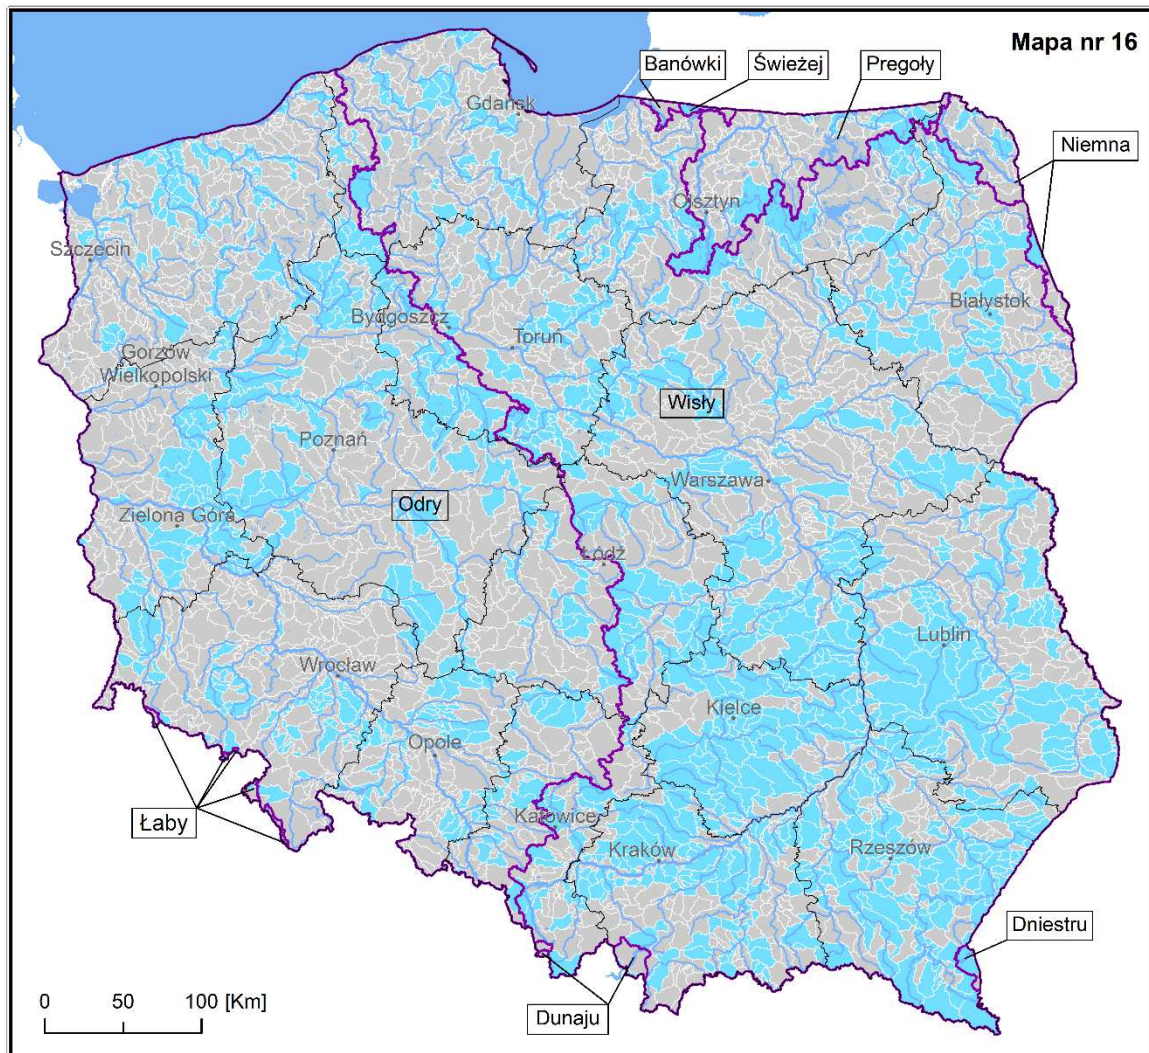 Mapa nr 16
Banówki
Świeżej
Pregoły
Gdańsk
Niemna
Olsztyn
Szczecin
Białystok
Bydgoszcz
Toruń
Gorzów
Wielkopolski
Wisły
Poznań
Warszawa
Odry
Zielona Góra
Łódź
Lublin
Wrocław
Kielce
Opole
Katowice
Łaby
Kraków
Rzeszów
Dniestru
0 50 100 [Km]
Dunaju